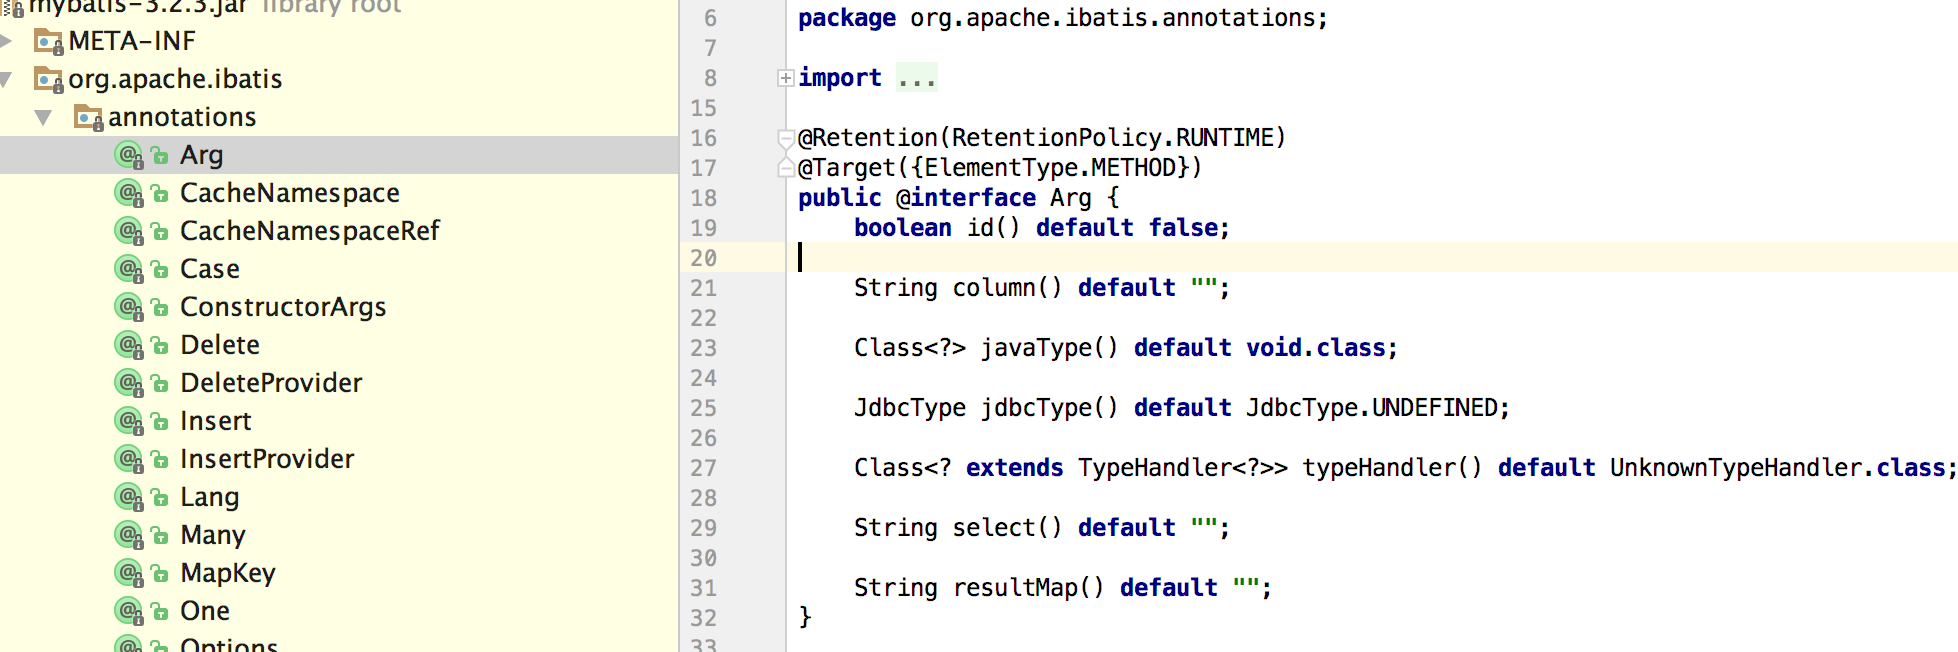 mybatis-3.2.3.jar library root
META-INF
org.apache.ibatis
annotations
Arg
CacheNamespace
CacheNamespaceRef
Case
ConstructorArgs
Delete
DeleteProvider
Insert
InsertProvider
Lang
Many
MapKey
One
Options
6 package org.apache.ibatis.annotations;
7
8 import ...
15
16 @Retention(RetentionPolicy.RUNTIME)
17 @Target({ElementType.METHOD})
18 public @interface Arg {
19 boolean id() default false;
20
21 String column() default "";
22
23 Class<?> javaType() default void.class;
24
25 JdbcType jdbcType() default JdbcType.UNDEFINED;
26
27 Class<? extends TypeHandler<?>> typeHandler() default UnknownTypeHandler.class;
28
29 String select() default "";
30
31 String resultMap() default "";
32 }
33